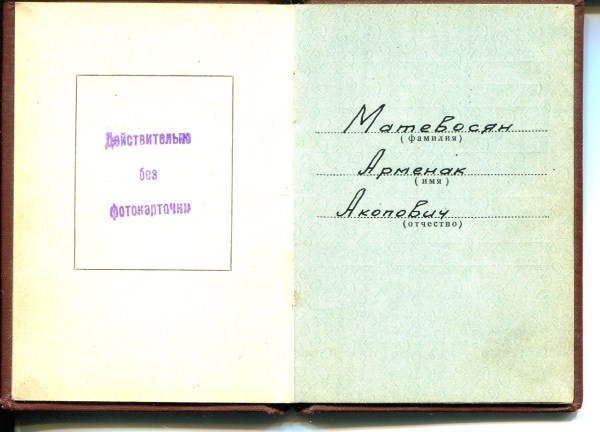 Действительно
без
фотокарточки
Матевосян
(фамилия)
Арменак
(имя)
Акопович
(отчество)